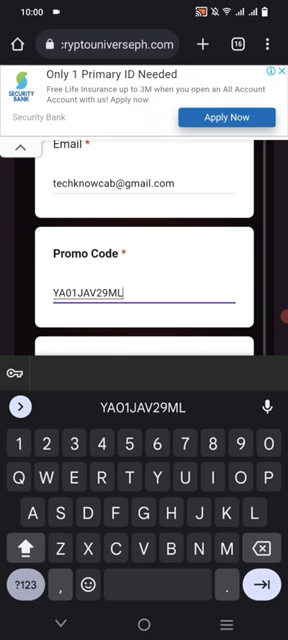 10:00
:ryptouniverseph.com
16
Only 1 Primary ID Needed
Free Life Insurance up to 3M when you open an All Account
Account with us! Apply now
SECURITY
BANK
Security Bank
Apply Now
Email *
techknowcab@gmail.com
Promo Code *
YA01JAV29ML
YA01JAV29ML
1 2 3 4 5 6 7 8 9 0
Q W E R T Y U I O P
A S D F G H J K L
Z X C V B N M
?123 , .